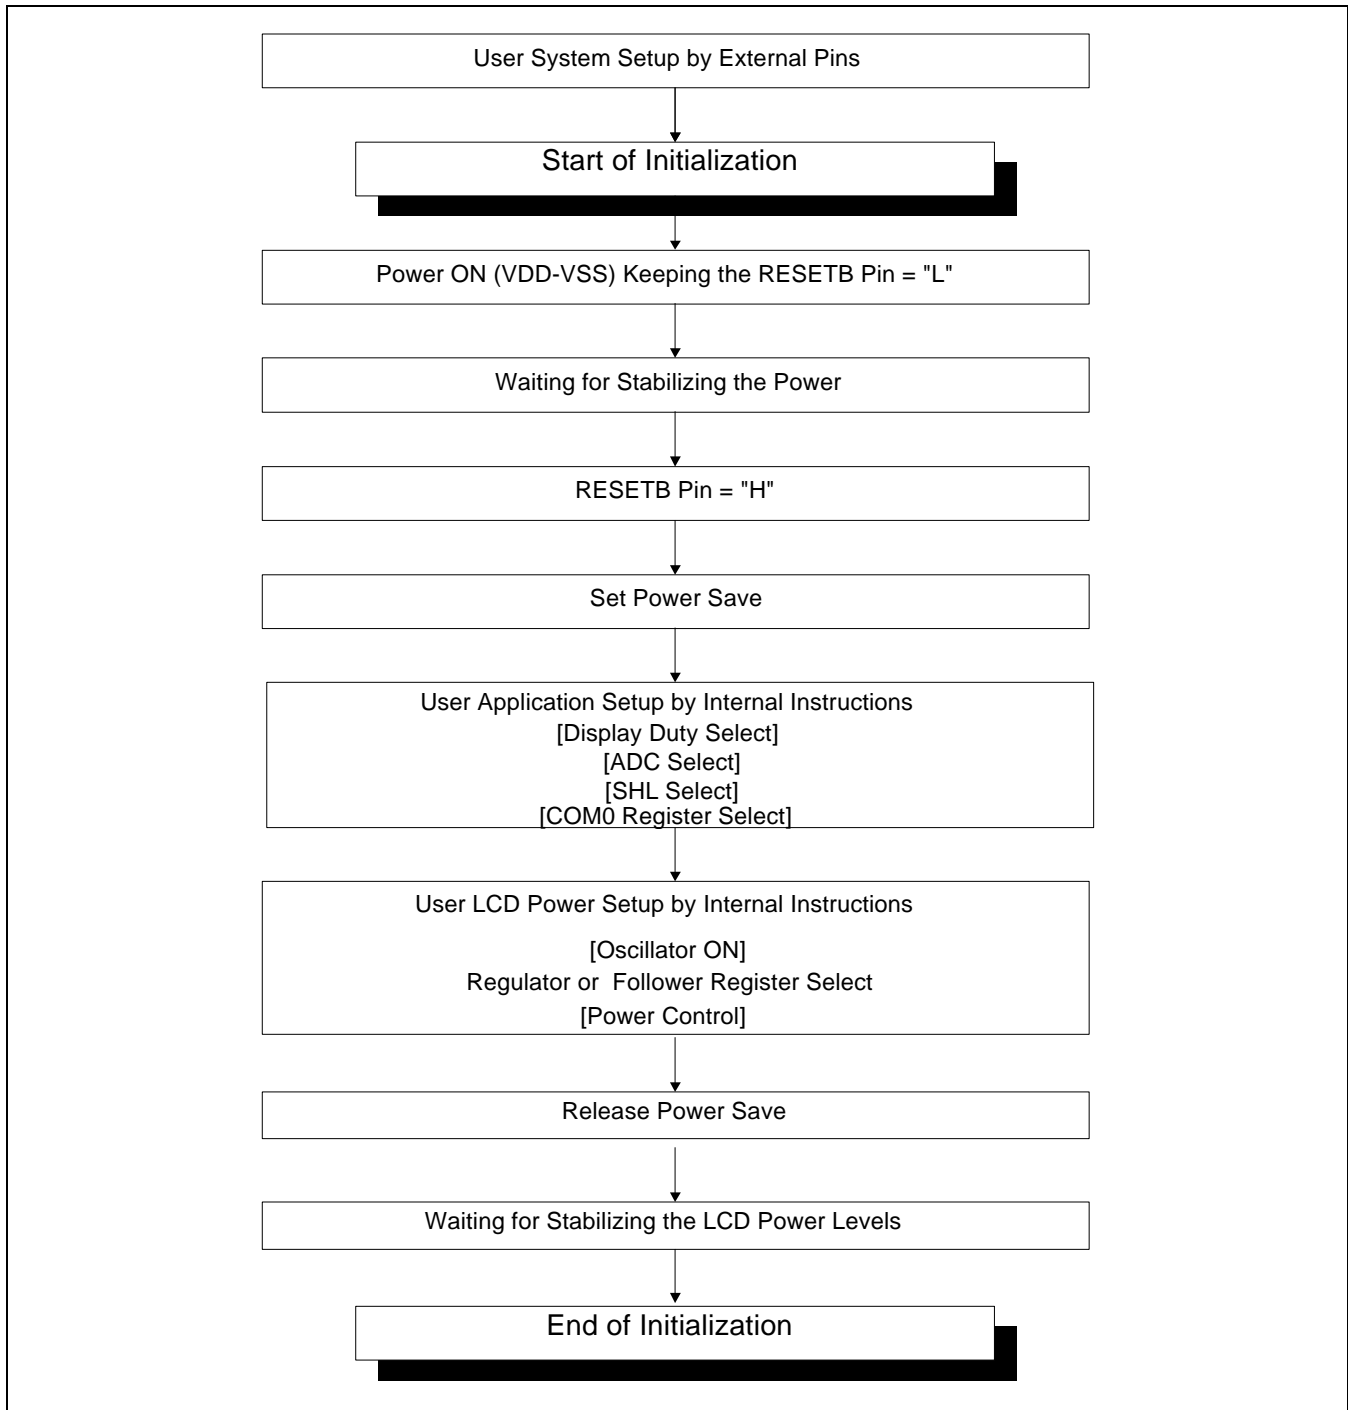 User System Setup by External Pins
Start of Initialization
Power ON (VDD-VSS) Keeping the RESETB Pin = "L"
Waiting for Stabilizing the Power
RESETB Pin = "H"
Set Power Save
User Application Setup by Internal Instructions
[Display Duty Select]
[ADC Select]
[SHL Select]
[COM0 Register Select]
User LCD Power Setup by Internal Instructions
[Oscillator ON]
Regulator or Follower Register Select
[Power Control]
Release Power Save
Waiting for Stabilizing the LCD Power Levels
End of Initialization